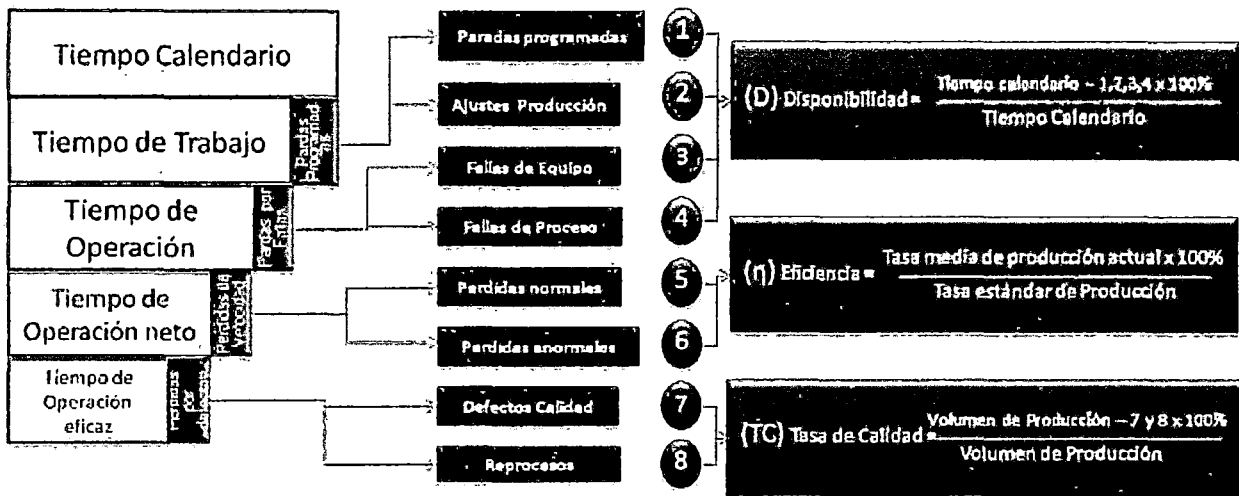 Tiempo Calendario
Tiempo de Trabajo
Tiempo de
Operación
Tiempo de
Operación neto
Tiempo de
Operación
eficaz
por
Paradas programadas
Ajustes Producción
Fallas de Equipo
Fallas de Proceso
Perdidas normales
Perdidas anormales
Defectos Calidad
Reprocesos
1
2
3
4
5
6
7
8
(D) Disponibilidad= Tiempo calendario – 1,2,3,4 x 100%
Tiempo Calendario
(η) Eficiencia= Tasa media de producción actual x 100%
Tasa estándar de Producción
(TC) Tasa de Calidad= Volumen de Producción – 7 y 8 x 100%
Volumen de Producción